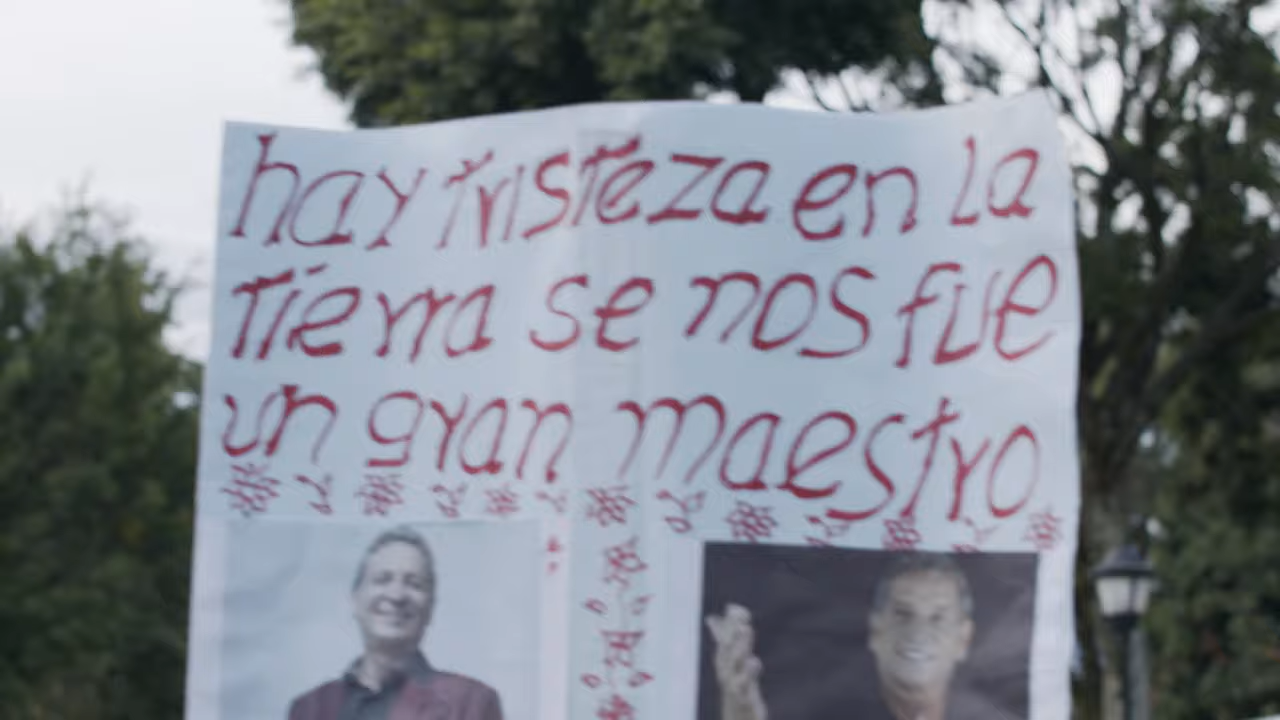 hay tristeza en la
tierra se nos fue
un gran maestro